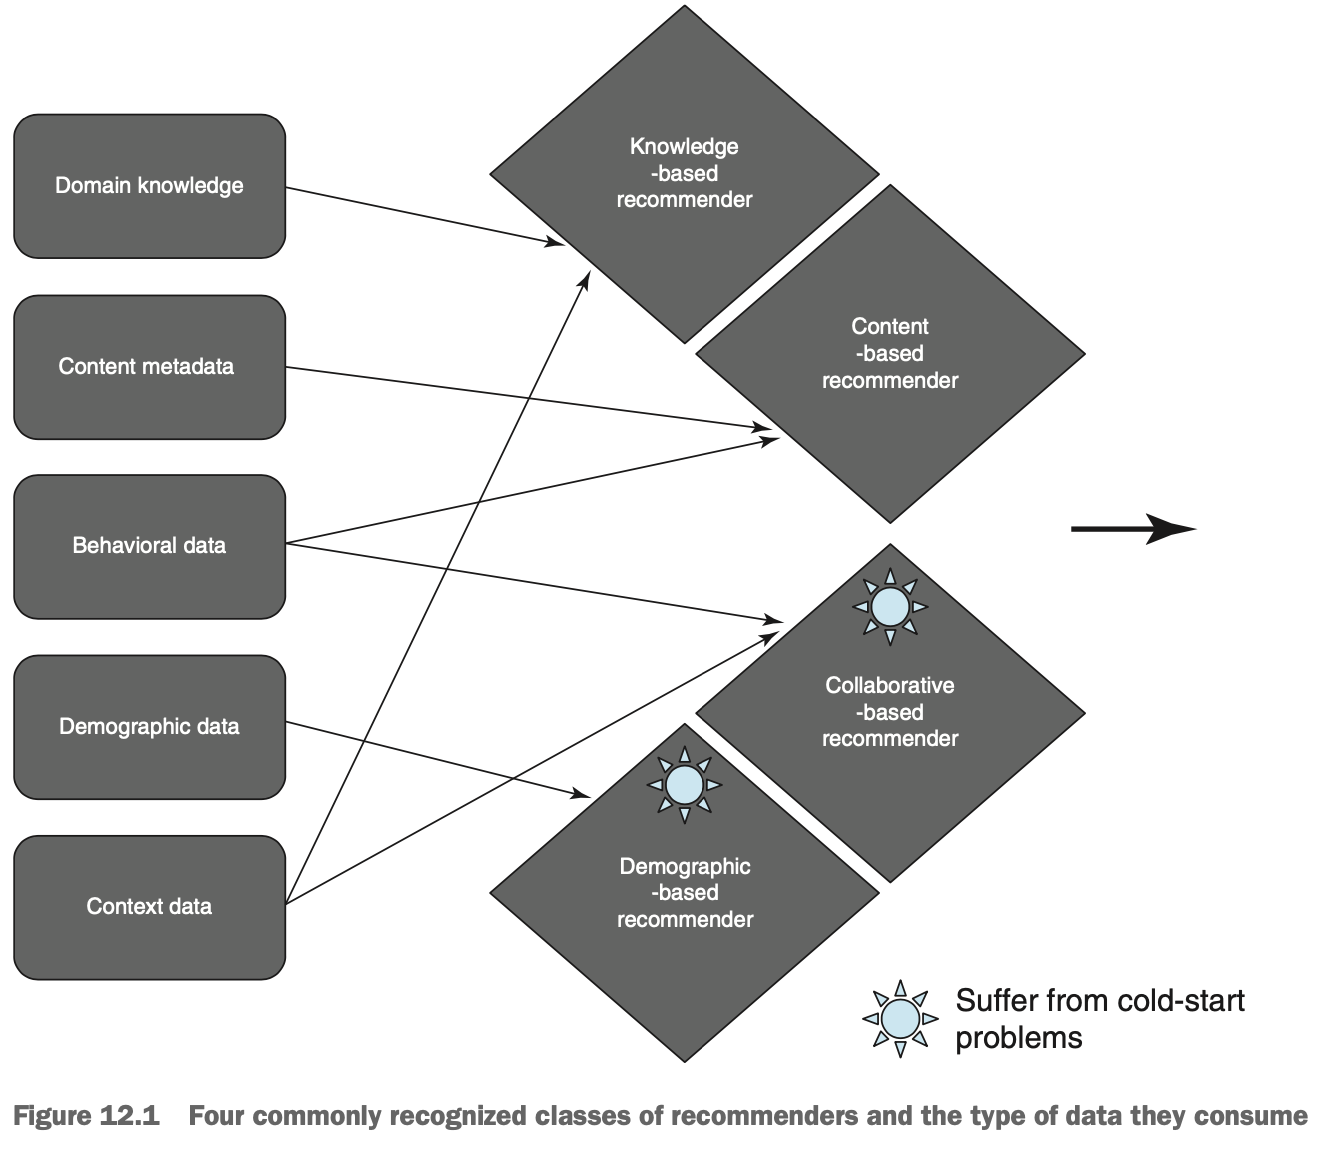 Domain knowledge
Content metadata
Behavioral data
Demographic data
Context data
Knowledge
-based
recommender
Content
-based
recommender
Collaborative
-based
recommender
Demographic
-based
recommender
Suffer from cold-start
problems
Figure 12.1 Four commonly recognized classes of recommenders and the type of data they consume